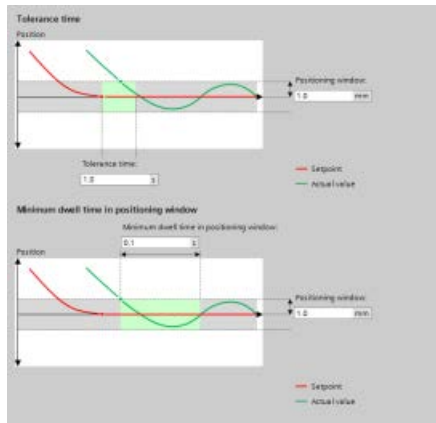 Tolerance time
Position
Positioning window:
1.0 mm
Tolerance time:
1.0 s
Setpoint
Actual value
Minimum dwell time in positioning window
Minimum dwell time in positioning window:
0.1 s
Position
Positioning window:
1.0 mm
Setpoint
Actual value